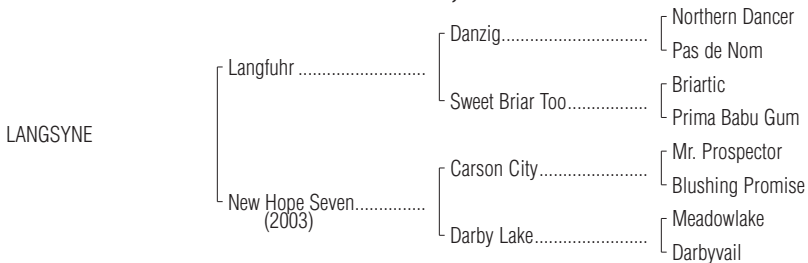 Northern Dancer
Danzig..................................
Pas de Nom
Langfuhr ..........................
Briartic
Sweet Briar Too..................
Prima Babu Gum
LANGSYNE
Mr. Prospector
Carson City.........................
Blushing Promise
New Hope Seven...............
(2003)
Meadowlake
Darby Lake..........................
Darbyvail